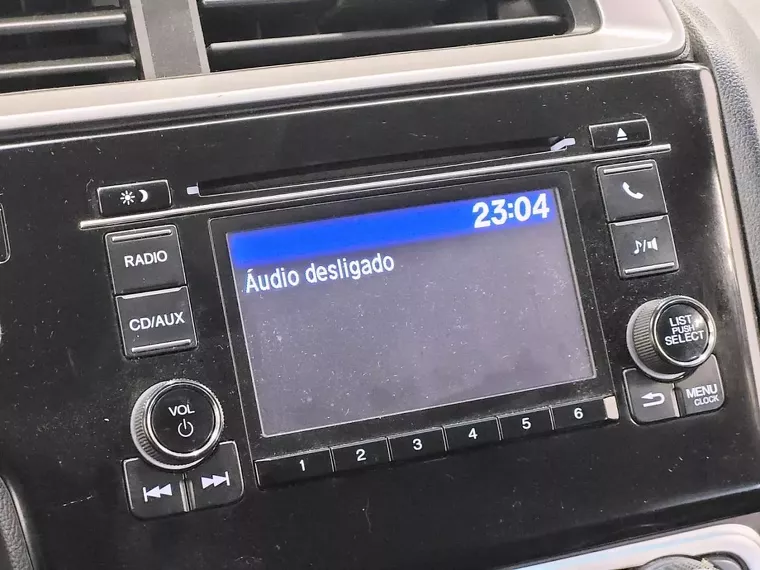 23:04
Áudio desligado
RADIO
CD/AUX
VOL
LIST
PUSH
SELECT
MENU
CLOCK
1 2 3 4 5 6